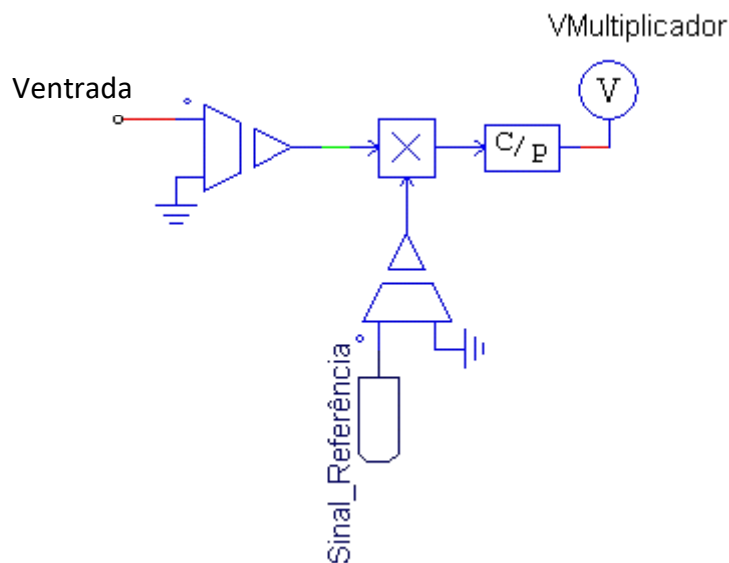 VMultiplicador
Ventrada
V
C/P
Sinal_Referência